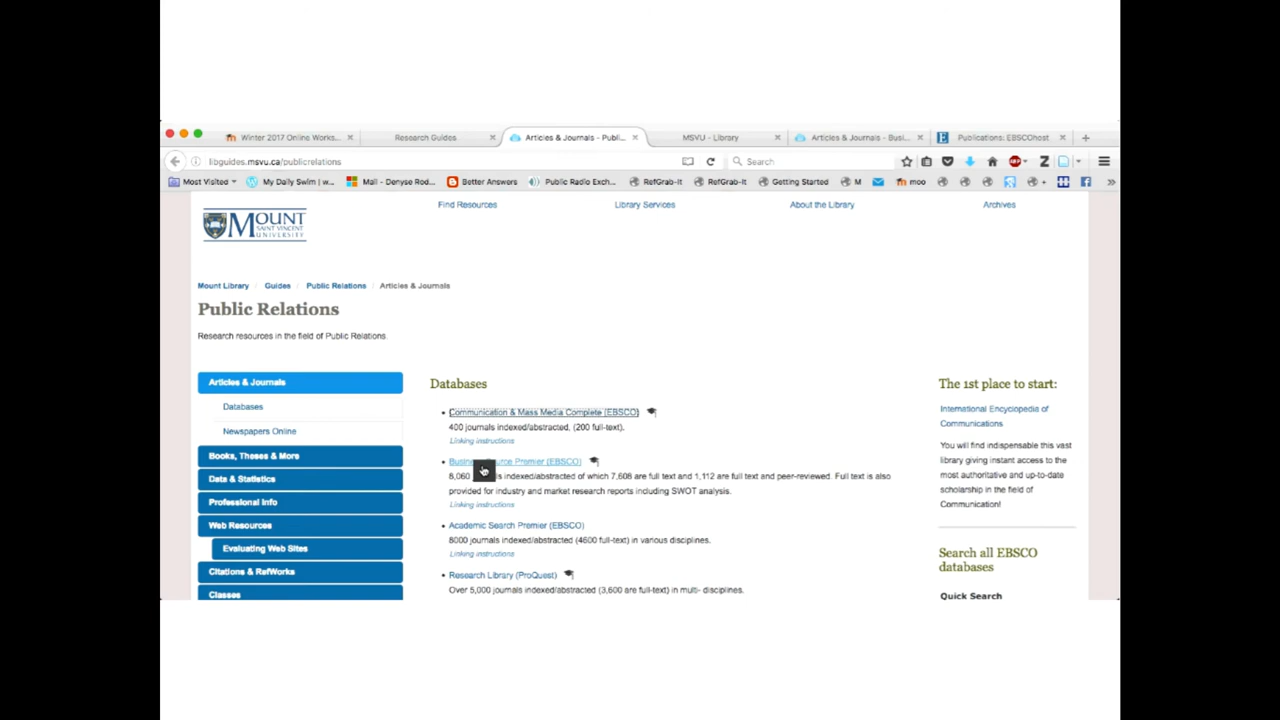 Winter 2017 Online Works...
Research Guides
Articles & Journals - Publ...
MSVU - Library
Articles & Journals - Busi...
Publications: EBSCOhost
libguides.msvu.ca/publicrelations
Search
Most Visited
My Daily Swim | w...
Mail - Denyse Rod...
Better Answers
Public Radio Exch...
RefGrab-It
RefGrab-It
Getting Started
M
moo
+
MOUNT
SAINT VINCENT
UNIVERSITY
Find Resources
Library Services
About the Library
Archives
Mount Library / Guides / Public Relations / Articles & Journals
Public Relations
Research resources in the field of Public Relations.
Articles & Journals
Databases
Newspapers Online
Books, Theses & More
Data & Statistics
Professional Info
Web Resources
Evaluating Web Sites
Citations & RefWorks
Classes
Databases
• Communication & Mass Media Complete (EBSCO)
400 journals indexed/abstracted, (200 full-text).
Linking instructions
• Source Premier (EBSCO)
8,060 indexed/abstracted of which 7,608 are full text and 1,112 are full text and peer-reviewed. Full text is also
provided for industry and market research reports including SWOT analysis.
Linking instructions
• Academic Search Premier (EBSCO)
8000 journals indexed/abstracted (4600 full-text) in various disciplines.
Linking instructions
• Research Library (ProQuest)
Over 5,000 journals indexed/abstracted (3,600 are full-text) in multi- disciplines.
The 1st place to start:
International Encyclopedia of
Communications
You will find indispensable this vast
library giving instant access to the
most authoritative and up-to-date
scholarship in the field of
Communication!
Search all EBSCO
databases
Quick Search